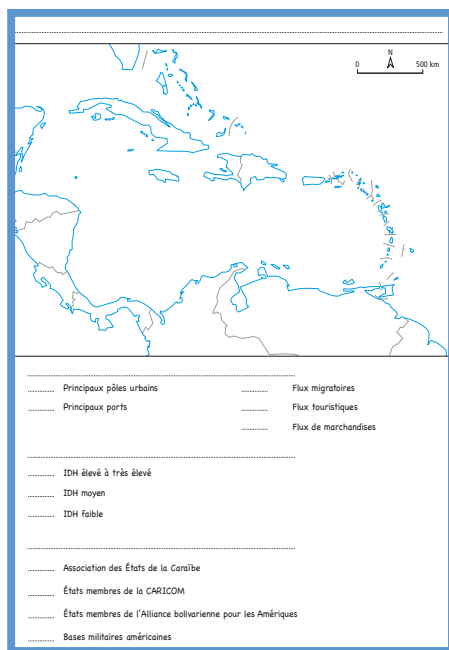 N
0 500 km
Principaux pôles urbains
Flux migratoires
Principaux ports
Flux touristiques
Flux de marchandises
IDH élevé à très élevé
IDH moyen
IDH faible
Association des États de la Caraïbe
États membres de la CARICOM
États membres de l'Alliance bolivarienne pour les Amériques
Bases militaires américaines